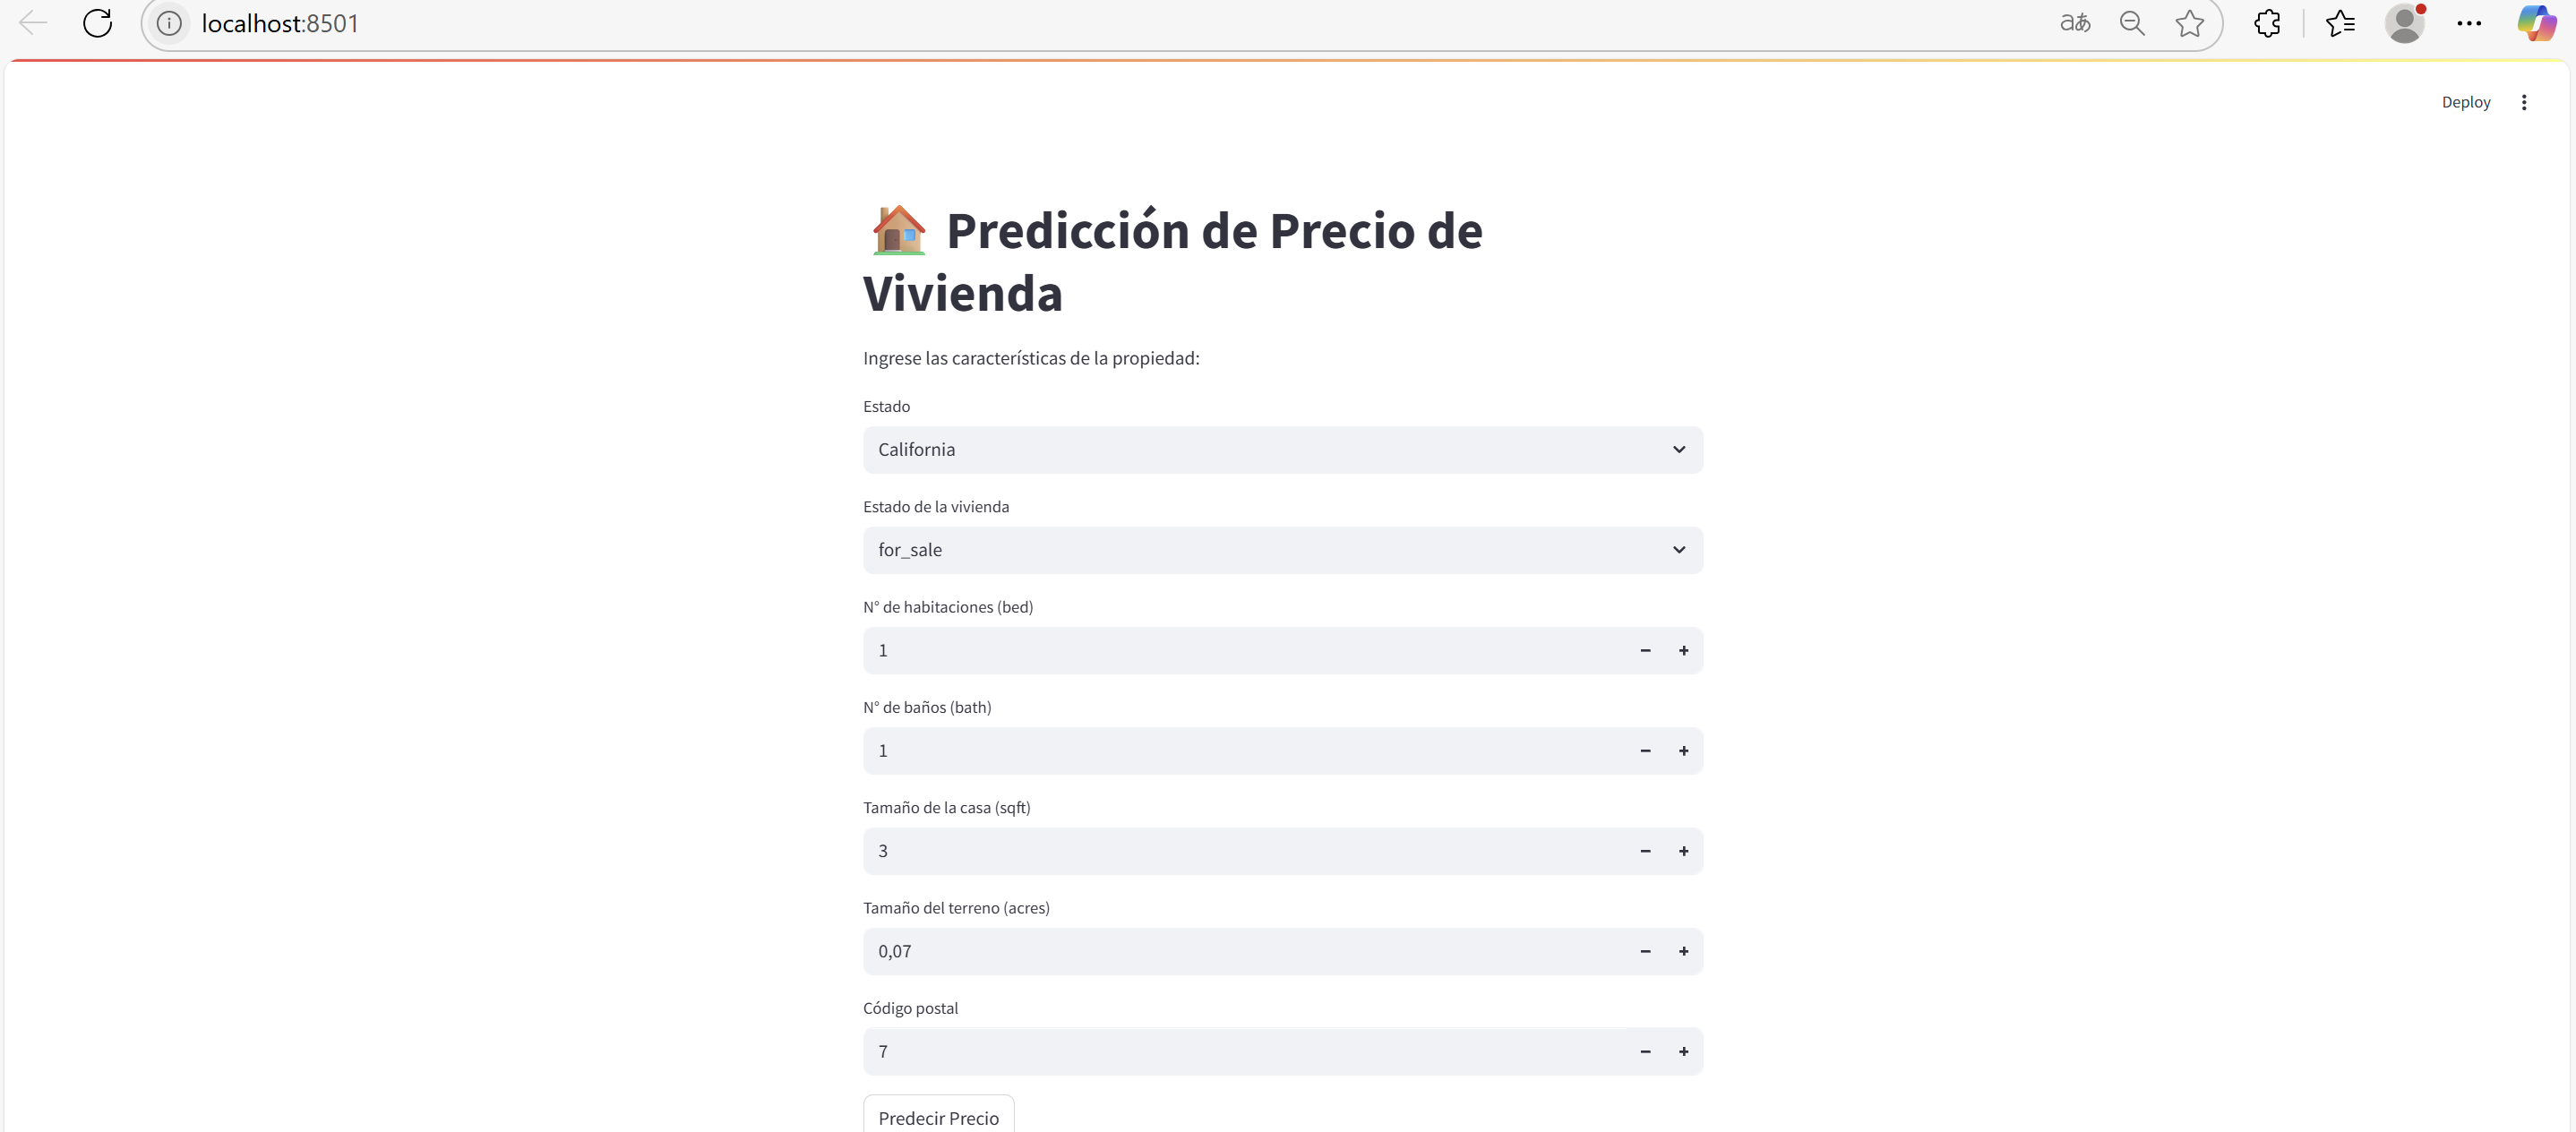 localhost:8501
aあ
Deploy
Predicción de Precio de
Vivienda
Ingrese las características de la propiedad:
Estado
California
Estado de la vivienda
for_sale
N° de habitaciones (bed)
1
N° de baños (bath)
1
Tamaño de la casa (sqft)
3
Tamaño del terreno (acres)
0,07
Código postal
7
Predecir Precio